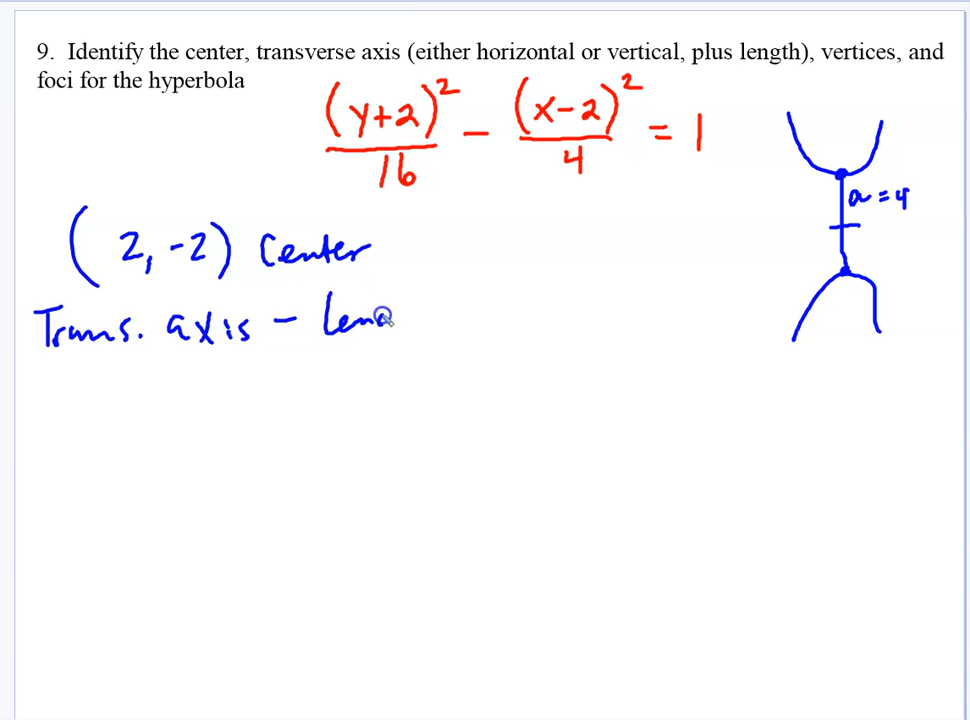 9. Identify the center, transverse axis (either horizontal or vertical, plus length), vertices, and
foci for the hyperbola
(y+2)²/16 - (x-2)²/4 = 1
a = 4
(2, -2) Center
Trans. axis - Leng